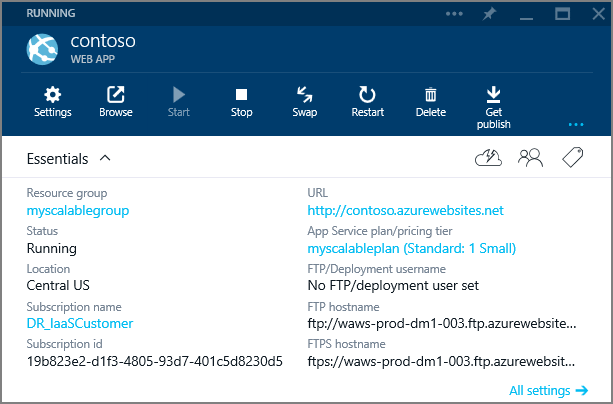 RUNNING
contoso
WEB APP
Settings
Browse
Start
Stop
Swap
Restart
Delete
Get publish
Essentials
Resource group
myscalablegroup
URL
http://contoso.azurewebsites.net
Status
Running
App Service plan/pricing tier
myscalableplan (Standard: 1 Small)
Location
Central US
FTP/Deployment username
No FTP/deployment user set
Subscription name
DR_IaaSCustomer
FTP hostname
ftp://waws-prod-dm1-003.ftp.azurewebsite...
Subscription id
19b823e2-d1f3-4805-93d7-401c5d8230d5
FTPS hostname
ftps://waws-prod-dm1-003.ftp.azurewebsit...
All settings